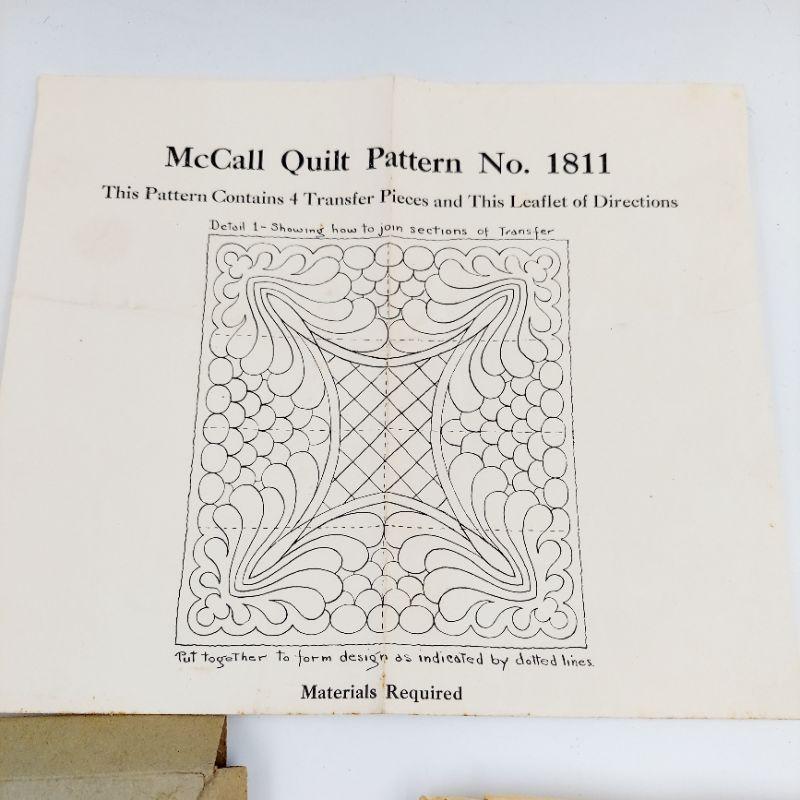 McCall Quilt Pattern No. 1811
This Pattern Contains 4 Transfer Pieces and This Leaflet of Directions
Detail 1 - Showing how to join sections of Transfer
Put together to form design as indicated by dotted lines.
Materials Required